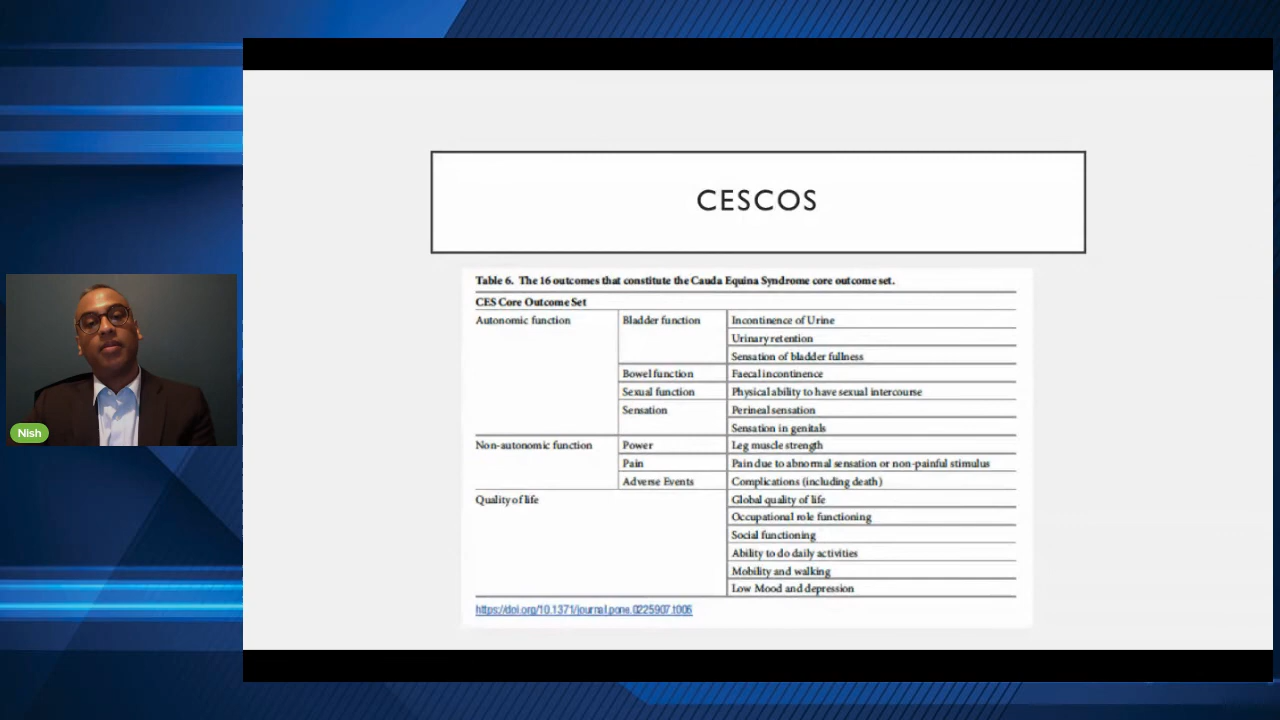 CESCOS
Table 6. The 16 outcomes that constitute the Cauda Equina Syndrome core outcome set.
CES Core Outcome Set
Autonomic function Bladder function Incontinence of Urine
Urinary retention
Sensation of bladder fullness
Bowel function Faecal incontinence
Sexual function Physical ability to have sexual intercourse
Sensation Perineal sensation
Sensation in genitals
Non-autonomic function Power Leg muscle strength
Pain Pain due to abnormal sensation or non-painful stimulus
Adverse Events Complications (including death)
Quality of life Global quality of life
Occupational role functioning
Social functioning
Ability to do daily activities
Mobility and walking
Low Mood and depression
https://doi.org/10.1371/journal.pone.0225907.t006
Nish